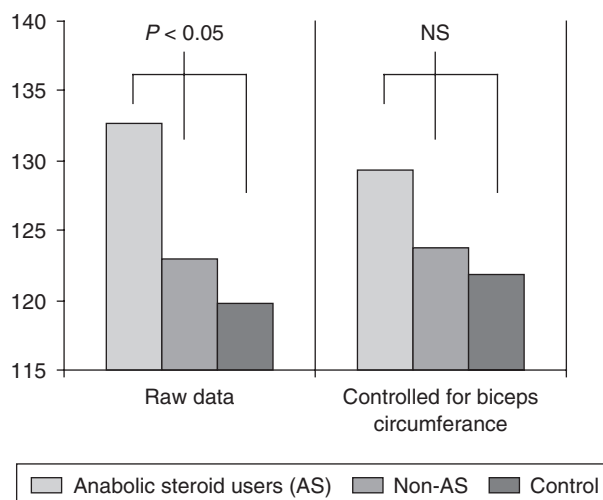 140
135
130
125
120
115
P < 0.05
NS
Raw data
Controlled for biceps
circumferance
Anabolic steroid users (AS) Non-AS Control